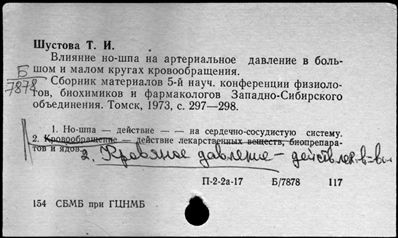 Шустова Т. И.
Влияние но-шпа на артериальное давление в боль-
шом и малом кругах кровообращения.
Б
7878
Сборник материалов 5-й науч. конференции физиоло-
гов, биохимиков и фармакологов Западно-Сибирского
объединения. Томск, 1973, с. 297—298.
1. Но-шпа — действие — — на сердечно-сосудистую систему.
2. Кровообращение — действие лекарственных веществ, биопрепара-
тов и ядов.
2. Кровяное давление – действ. лек. в-в
П-2-2а-17 Б/7878 117
154 СБМБ при ГЦНМБ